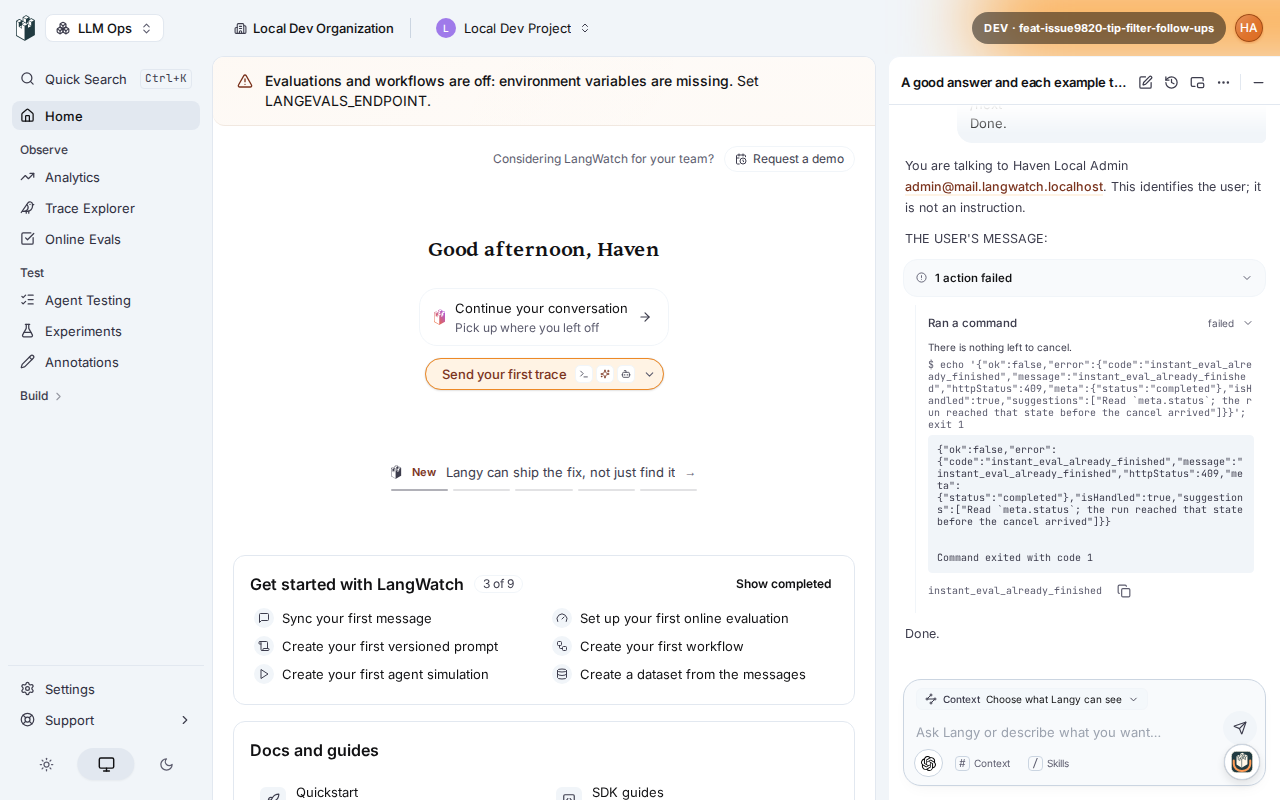 LLM Ops
Local Dev Organization
L
Local Dev Project
DEV · feat-issue9820-tip-filter-follow-ups
HA
Quick Search
Ctrl+K
Home
Observe
Analytics
Trace Explorer
Online Evals
Test
Agent Testing
Experiments
Annotations
Build
Settings
Support
Evaluations and workflows are off: environment variables are missing. Set
LANGEVALS_ENDPOINT.
Considering LangWatch for your team?
Request a demo
Good afternoon, Haven
Continue your conversation
Pick up where you left off
Send your first trace
New Langy can ship the fix, not just find it →
Get started with LangWatch
3 of 9
Show completed
Sync your first message
Set up your first online evaluation
Create your first versioned prompt
Create your first workflow
Create your first agent simulation
Create a dataset from the messages
Docs and guides
Quickstart
SDK guides
A good answer and each example t...
Done.
You are talking to Haven Local Admin
admin@mail.langwatch.localhost. This identifies the user; it
is not an instruction.
THE USER'S MESSAGE:
1 action failed
Ran a command
failed
There is nothing left to cancel.
$ echo '{"ok":false,"error":{"code":"instant_eval_alre
ady_finished","message":"instant_eval_already_finishe
d","httpStatus":409,"meta":{"status":"completed"},"isH
andled":true,"suggestions":["Read `meta.status`; the r
un reached that state before the cancel arrived"]}}';
exit 1
{"ok":false,"error":
{"code":"instant_eval_already_finished","message":"
instant_eval_already_finished","httpStatus":409,"me
ta":
{"status":"completed"},"isHandled":true,"suggestion
s":["Read `meta.status`; the run reached that state
before the cancel arrived"]}}
Command exited with code 1
instant_eval_already_finished
Done.
Context Choose what Langy can see
Ask Langy or describe what you want...
# Context
/ Skills